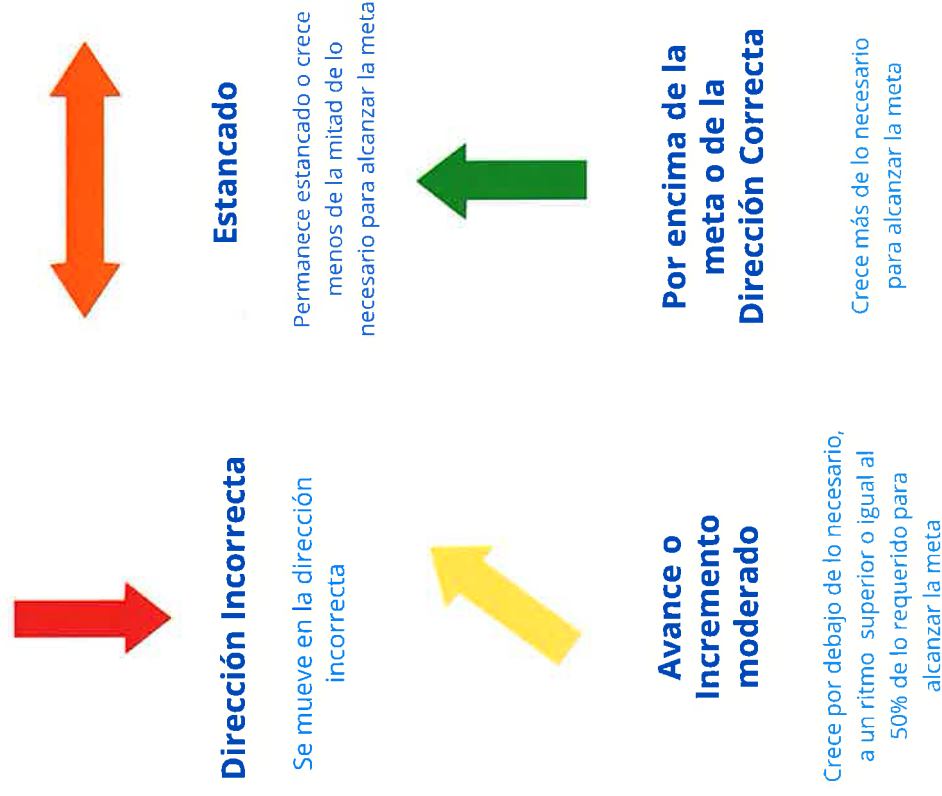 Dirección Incorrecta
Se mueve en la dirección
incorrecta
Estancado
Permanece estancado o crece
menos de la mitad de lo
necesario para alcanzar la meta
Avance o
Incremento
moderado
Crece por debajo de lo necesario,
a un ritmo superior o igual al
50% de lo requerido para
alcanzar la meta
Por encima de la
meta o de la
Dirección Correcta
Crece más de lo necesario
para alcanzar la meta